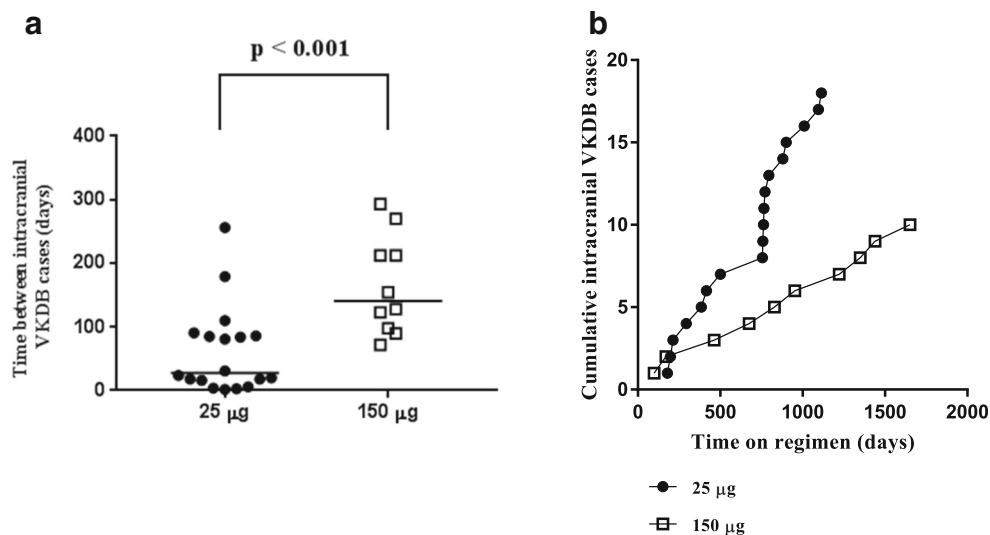 a
p < 0.001
Time between intracranial
VKDB cases (days)
400
300
200
100
0
25 µg
150 µg
b
Cumulative intracranial VKDB cases
20
15
10
5
0
0
500
1000
1500
2000
Time on regimen (days)
25 µg
150 µg